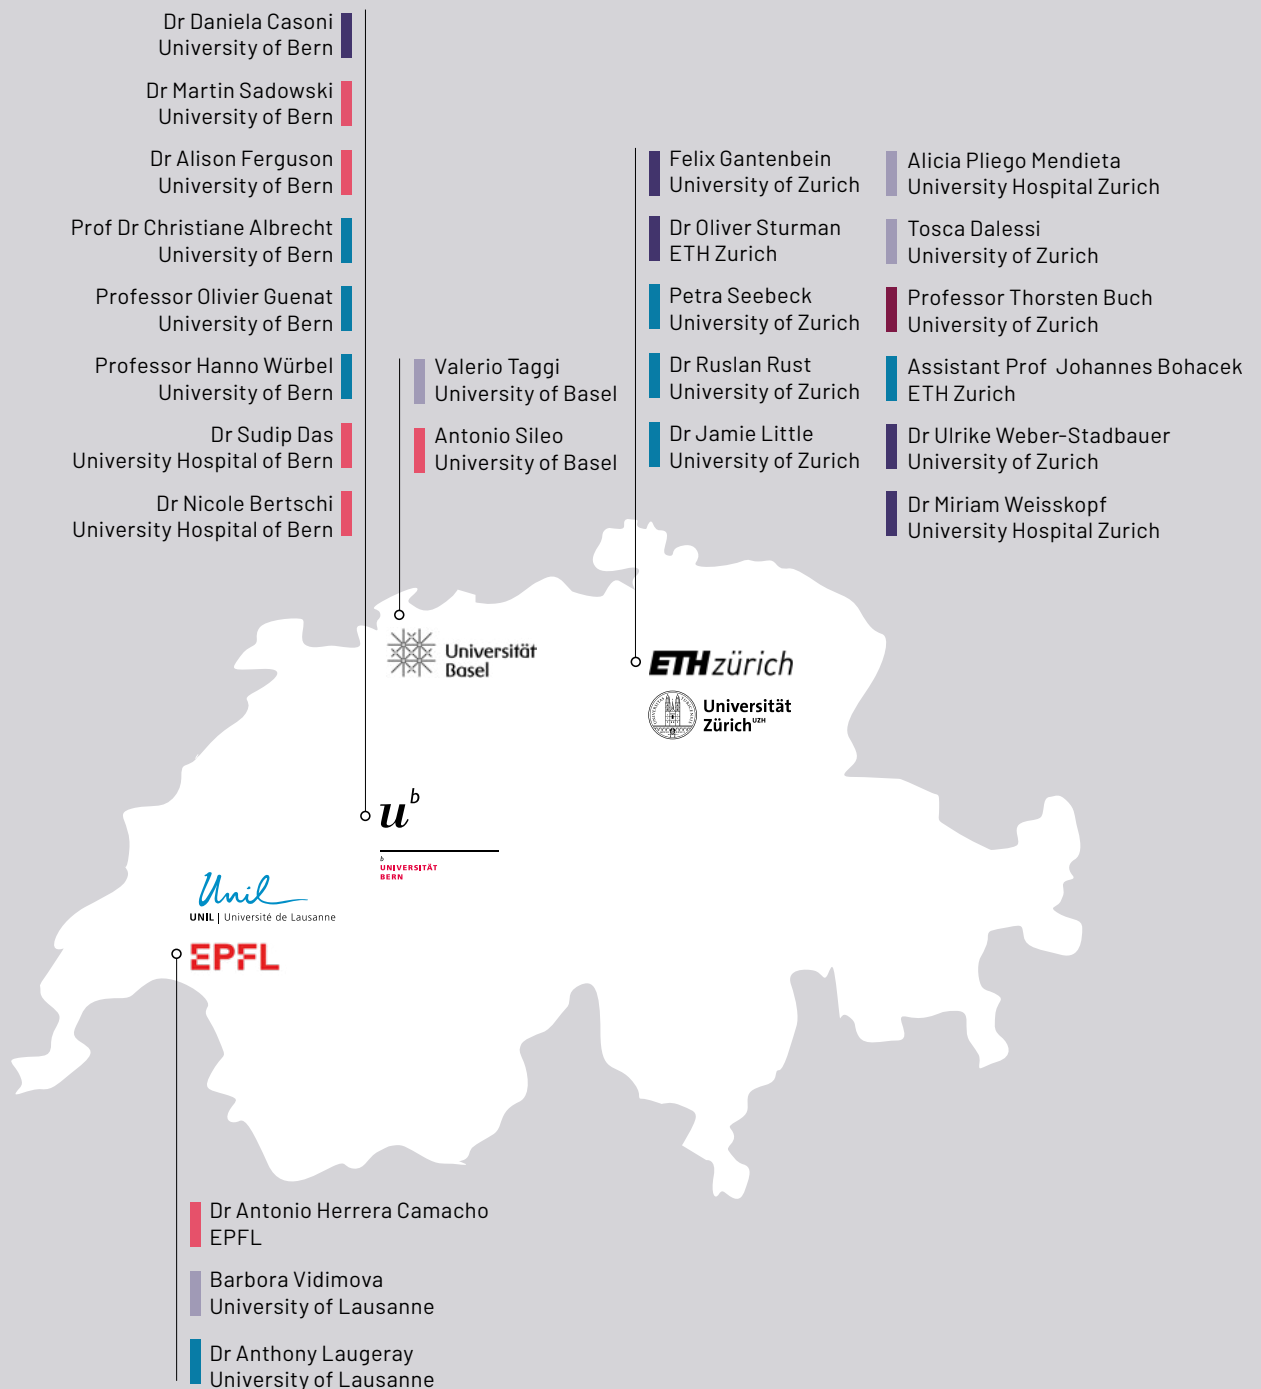 Dr Daniela Casoni
University of Bern
Dr Martin Sadowski
University of Bern
Dr Alison Ferguson
University of Bern
Prof Dr Christiane Albrecht
University of Bern
Professor Olivier Guenat
University of Bern
Professor Hanno Würbel
University of Bern
Dr Sudip Das
University Hospital of Bern
Dr Nicole Bertschi
University Hospital of Bern
Valerio Taggi
University of Basel
Antonio Sileo
University of Basel
Felix Gantenbein
University of Zurich
Dr Oliver Sturman
ETH Zurich
Petra Seebeck
University of Zurich
Dr Ruslan Rust
University of Zurich
Dr Jamie Little
University of Zurich
Alicia Pliego Mendieta
University Hospital Zurich
Tosca Dalessi
University of Zurich
Professor Thorsten Buch
University of Zurich
Assistant Prof Johannes Bohacek
ETH Zurich
Dr Ulrike Weber-Stadbauer
University of Zurich
Dr Miriam Weisskopf
University Hospital Zurich
Universität
Basel
ETH zürich
Universität
Zürich UZH
u b
b
UNIVERSITÄT
BERN
Unil
UNIL | Université de Lausanne
EPFL
Dr Antonio Herrera Camacho
EPFL
Barbora Vidimova
University of Lausanne
Dr Anthony Laugeray
University of Lausanne